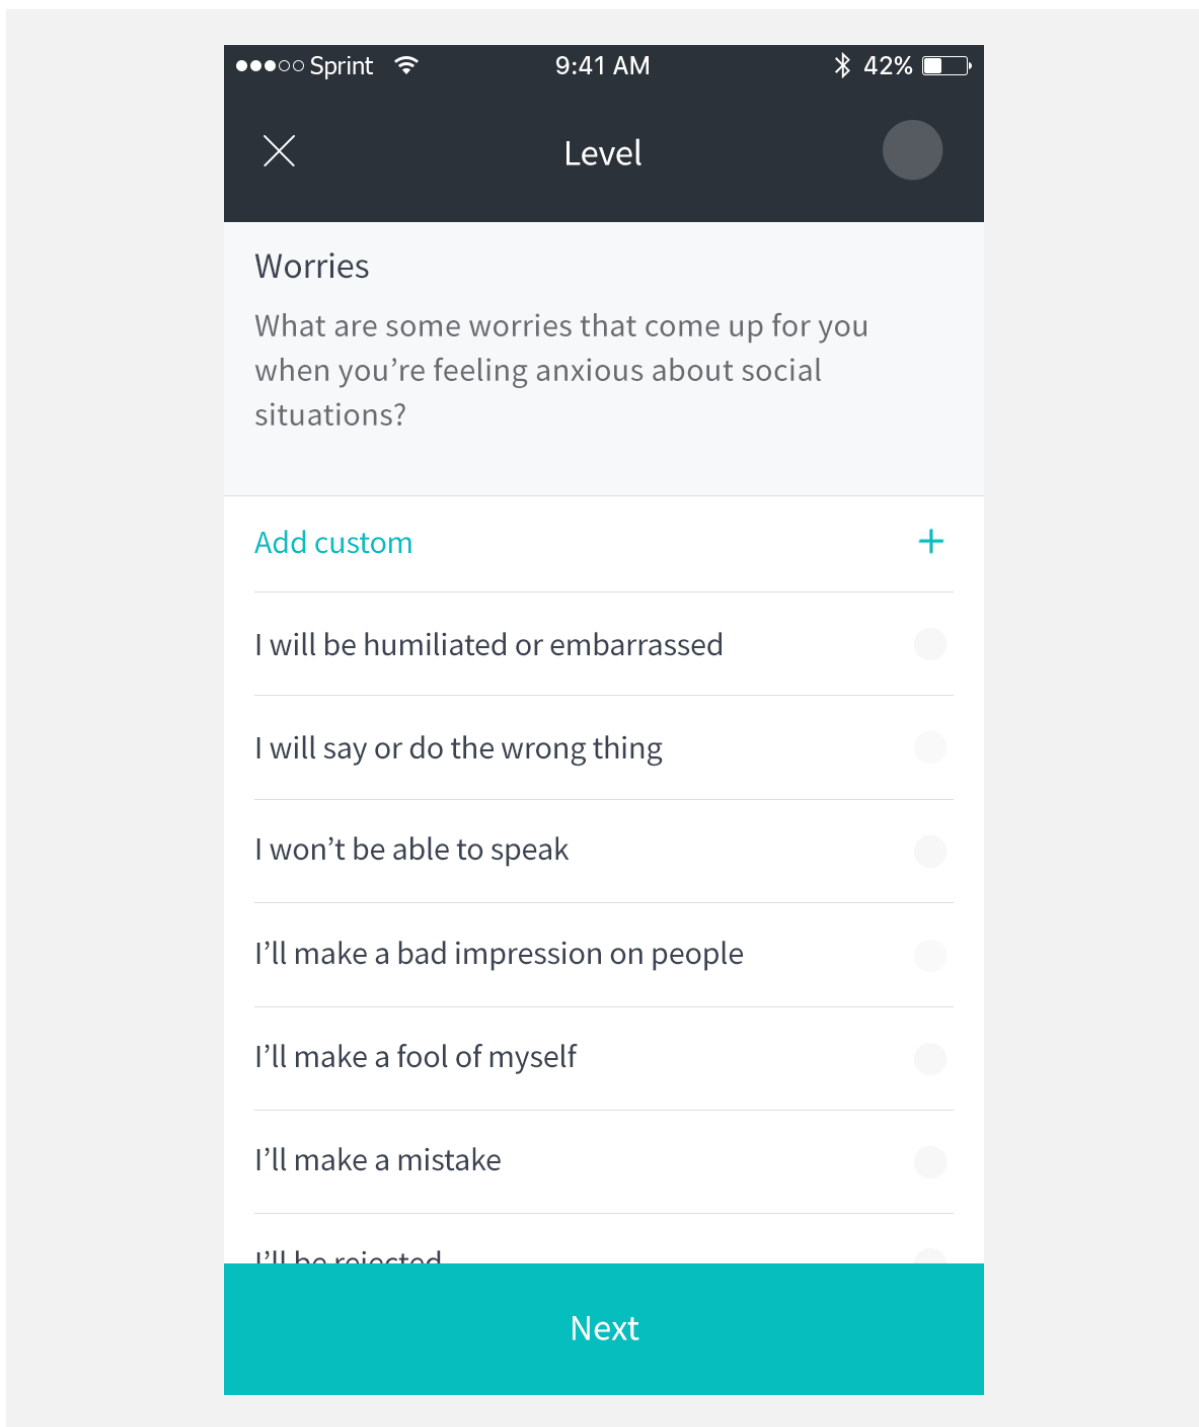 Sprint 9:41 AM 42%
Level
Worries
What are some worries that come up for you
when you’re feeling anxious about social
situations?
Add custom +
I will be humiliated or embarrassed
I will say or do the wrong thing
I won’t be able to speak
I’ll make a bad impression on people
I’ll make a fool of myself
I’ll make a mistake
I’ll be rejected
Next